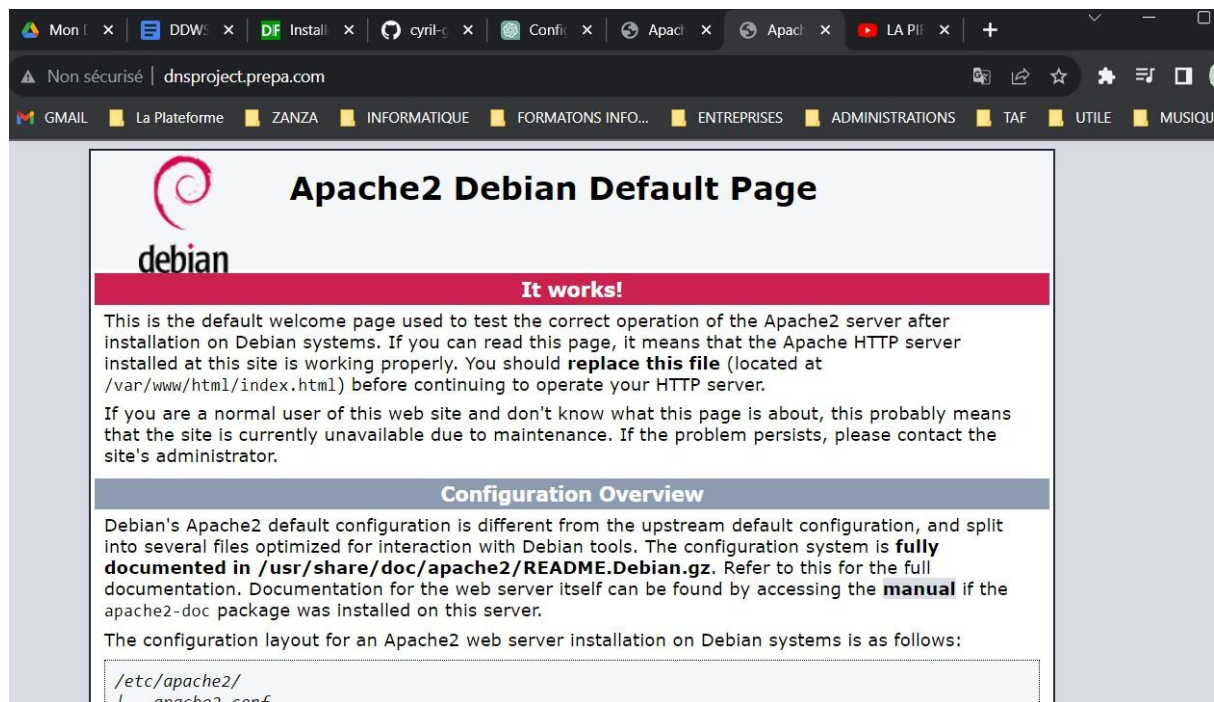 Mon
DDWS
DF Install
cyril-g
Confi
Apac
Apac
LA PI
Non sécurisé | dnsproject.prepa.com
GMAIL La Plateforme ZANZA INFORMATIQUE FORMATONS INFO... ENTREPRISES ADMINISTRATIONS TAF UTILE MUSIQU
debian
Apache2 Debian Default Page
It works!
This is the default welcome page used to test the correct operation of the Apache2 server after
installation on Debian systems. If you can read this page, it means that the Apache HTTP server
installed at this site is working properly. You should replace this file (located at
/var/www/html/index.html) before continuing to operate your HTTP server.
If you are a normal user of this web site and don't know what this page is about, this probably means
that the site is currently unavailable due to maintenance. If the problem persists, please contact the
site's administrator.
Configuration Overview
Debian's Apache2 default configuration is different from the upstream default configuration, and split
into several files optimized for interaction with Debian tools. The configuration system is fully
documented in /usr/share/doc/apache2/README.Debian.gz. Refer to this for the full
documentation. Documentation for the web server itself can be found by accessing the manual if the
apache2-doc package was installed on this server.
The configuration layout for an Apache2 web server installation on Debian systems is as follows:
/etc/apache2/
apache2.conf